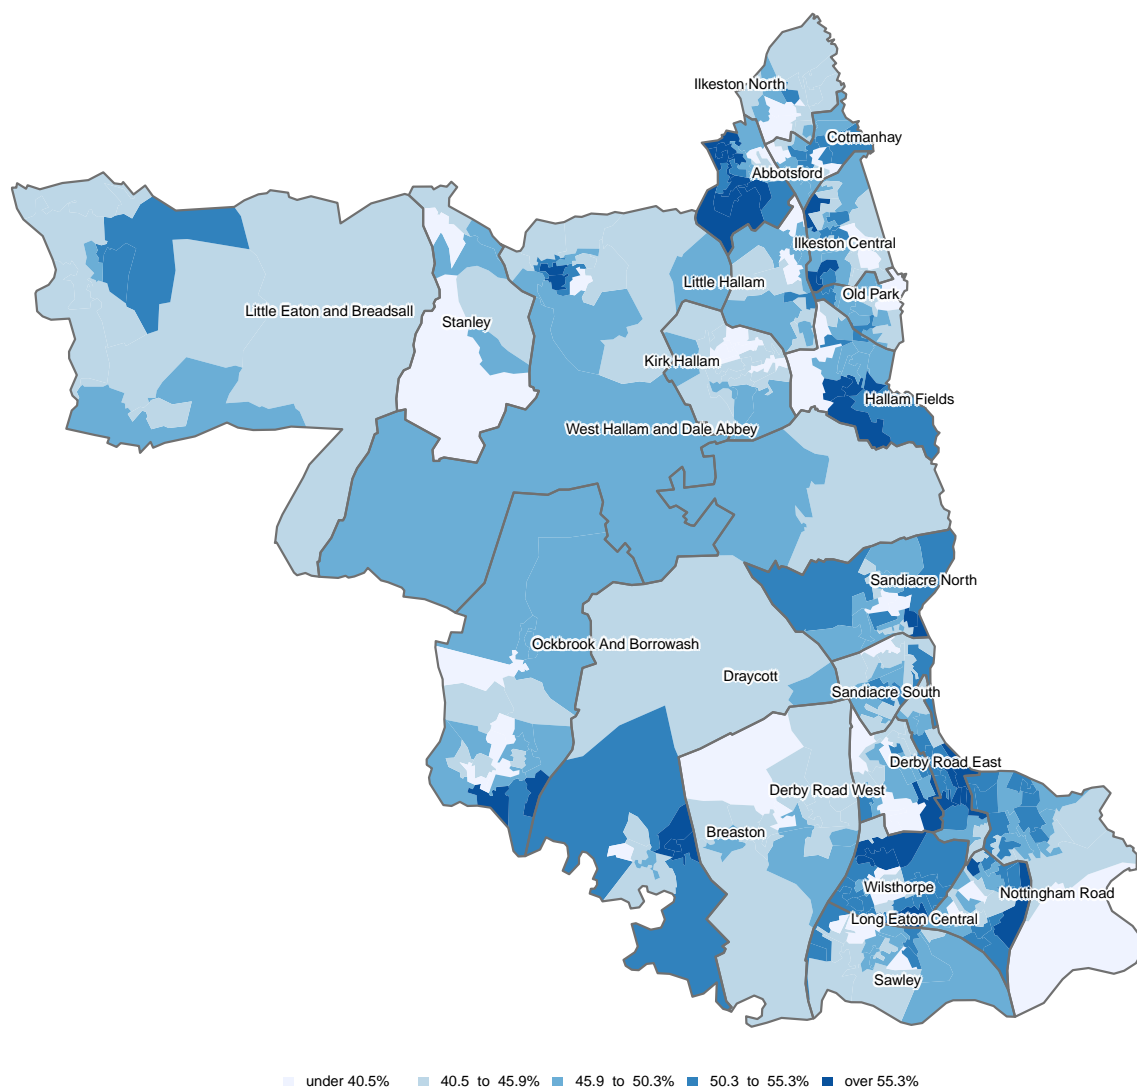 Ilkeston North
Cotmanhay
Abbotsford
Ilkeston Central
Little Hallam
Old Park
Little Eaton and Breadsall
Stanley
Kirk Hallam
Hallam Fields
West Hallam and Dale Abbey
Sandiacre North
Ockbrook And Borrowash
Draycott
Sandiacre South
Derby Road East
Derby Road West
Breaston
Wilsthorpe
Nottingham Road
Long Eaton Central
Sawley
under 40.5% 40.5 to 45.9% 45.9 to 50.3% 50.3 to 55.3% over 55.3%